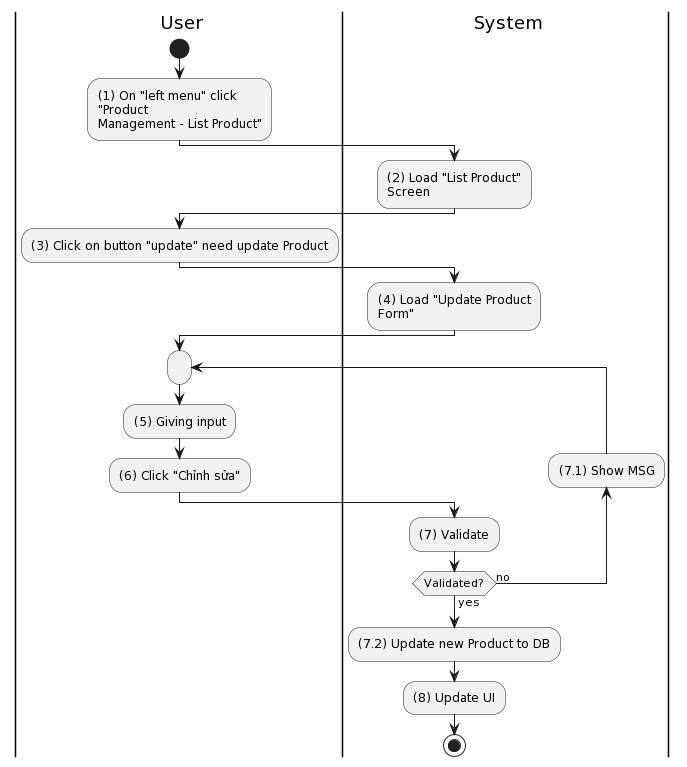 User
System
(1) On "left menu" click
"Product
Management - List Product"
(2) Load "List Product"
Screen
(3) Click on button "update" need update Product
(4) Load "Update Product
Form"
(5) Giving input
(6) Click "Chỉnh sửa"
(7.1) Show MSG
(7) Validate
Validated?
no
yes
(7.2) Update new Product to DB
(8) Update UI